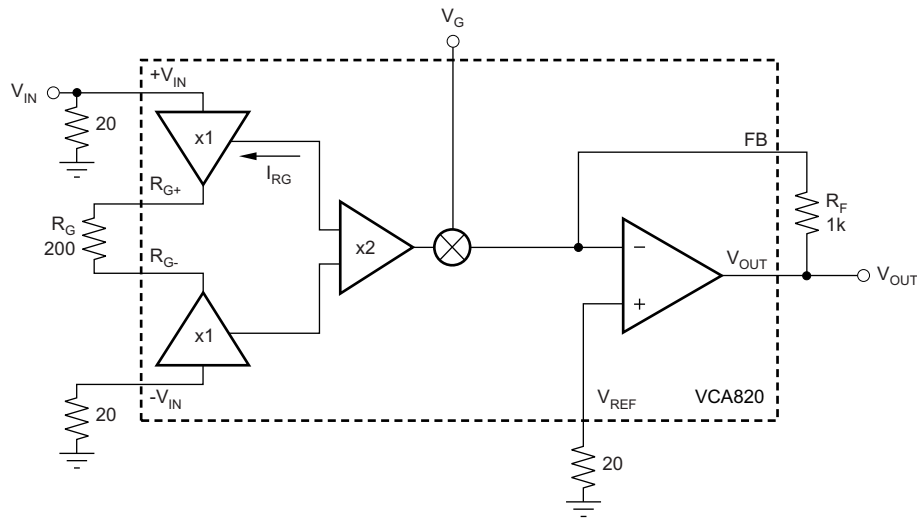 V_G
+V_IN
V_IN
20
x1
I_RG
R_G+
R_G
200
R_G-
x2
x1
-V_IN
20
FB
R_F
1k
−
+
V_OUT
V_OUT
V_REF
VCA820
20